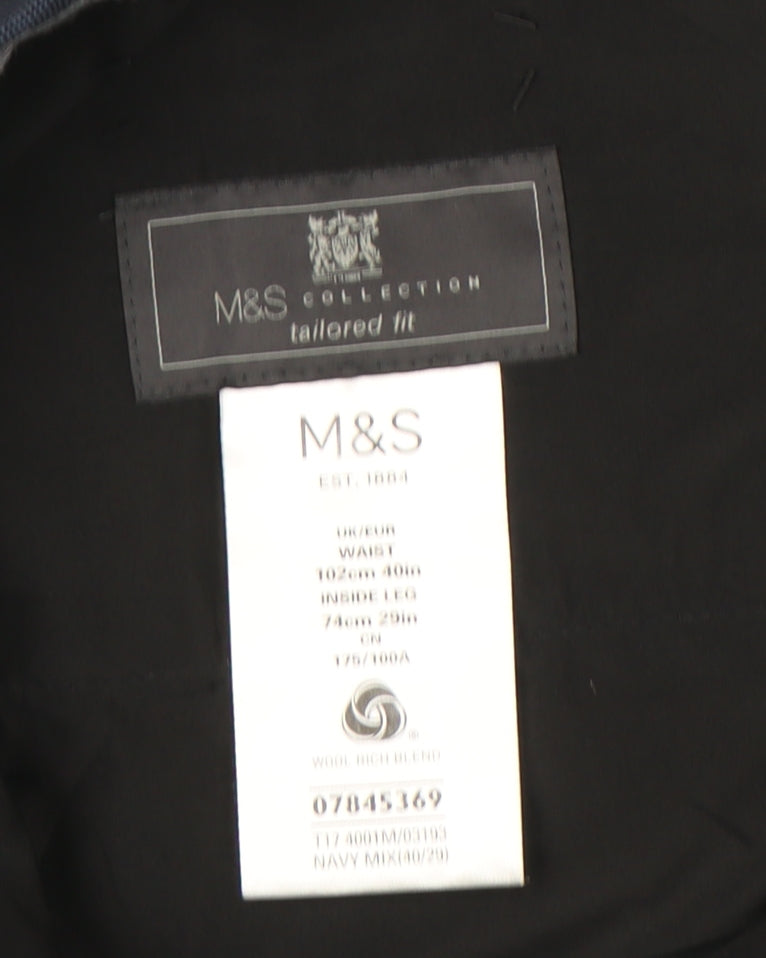 M&S COLLECTION
tailored fit
M&S
EST. 1884
UK/EUR
WAIST
102cm 40in
INSIDE LEG
74cm 29in
CN
175/100A
WOOL RICH BLEND
07845369
T17 4001M/03193
NAVY MIX(40/29)